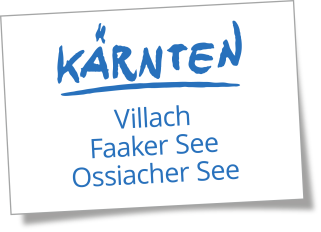 KÄRNTEN
Villach
Faaker See
Ossiacher See